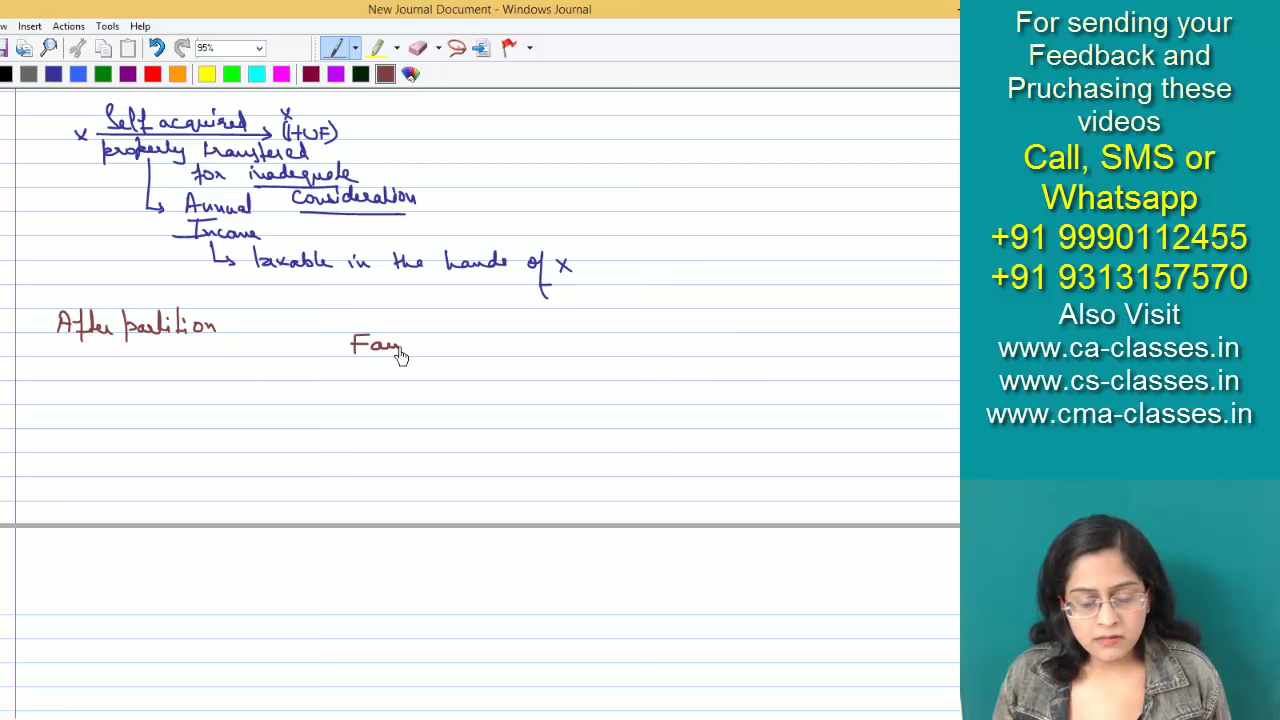 New Journal Document - Windows Journal
Insert Actions Tools Help
95%
x Self acquired x (HUF)
property transferred
for inadequate
consideration
Annual
Income
taxable in the hands of x
After partition
Fam
For sending your
Feedback and
Pruchasing these
videos
Call, SMS or
Whatsapp
+91 9990112455
+91 9313157570
Also Visit
www.ca-classes.in
www.cs-classes.in
www.cma-classes.in